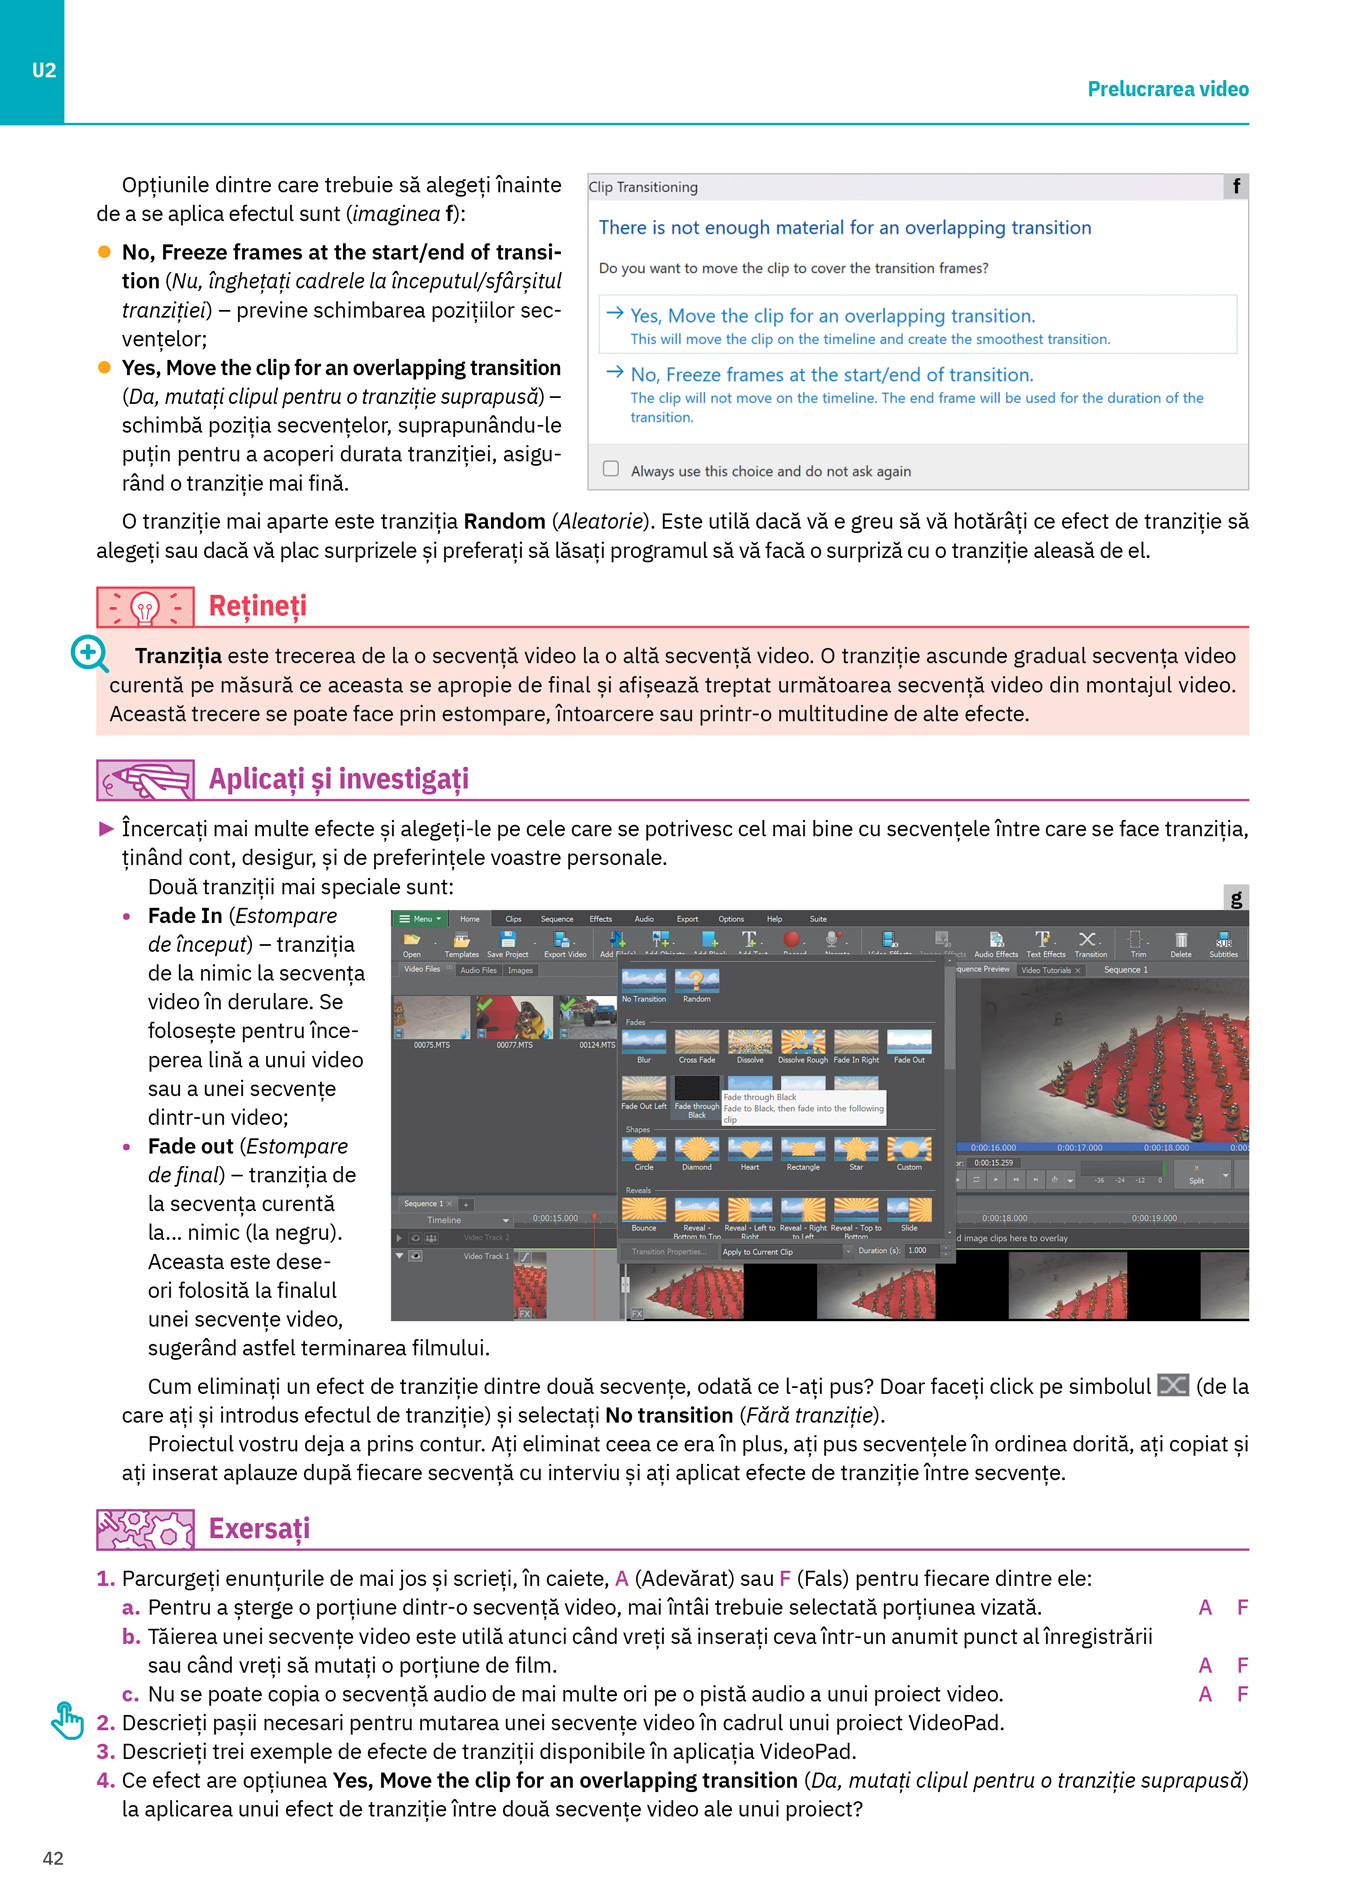 U2
Prelucrarea video
Opțiunile dintre care trebuie să alegeți înainte
de a se aplica efectul sunt (imaginea f):
● No, Freeze frames at the start/end of transi-
tion (Nu, înghețați cadrele la începutul/sfârșitul
tranziției) – previne schimbarea pozițiilor sec-
vențelor;
● Yes, Move the clip for an overlapping transition
(Da, mutați clipul pentru o tranziție suprapusă) –
schimbă poziția secvențelor, suprapunându-le
puțin pentru a acoperi durata tranziției, asigu-
rând o tranziție mai fină.
Clip Transitioning
f
There is not enough material for an overlapping transition
Do you want to move the clip to cover the transition frames?
→ Yes, Move the clip for an overlapping transition.
This will move the clip on the timeline and create the smoothest transition.
→ No, Freeze frames at the start/end of transition.
The clip will not move on the timeline. The end frame will be used for the duration of the
transition.
Always use this choice and do not ask again
O tranziție mai aparte este tranziția Random (Aleatorie). Este utilă dacă vă e greu să vă hotărâți ce efect de tranziție să
alegeți sau dacă vă plac surprizele și preferați să lăsați programul să vă facă o surpriză cu o tranziție aleasă de el.
Rețineți
Tranziția este trecerea de la o secvență video la o altă secvență video. O tranziție ascunde gradual secvența video
curentă pe măsură ce aceasta se apropie de final și afișează treptat următoarea secvență video din montajul video.
Această trecere se poate face prin estompare, întoarcere sau printr-o multitudine de alte efecte.
Aplicați și investigați
► Încercați mai multe efecte și alegeți-le pe cele care se potrivesc cel mai bine cu secvențele între care se face tranziția,
ținând cont, desigur, și de preferințele voastre personale.
Două tranziții mai speciale sunt:
• Fade In (Estompare
de început) – tranziția
de la nimic la secvența
video în derulare. Se
folosește pentru înce-
perea lină a unui video
sau a unei secvențe
dintr-un video;
• Fade out (Estompare
de final) – tranziția de
la secvența curentă
la... nimic (la negru).
Aceasta este dese-
ori folosită la finalul
unei secvențe video,
sugerând astfel terminarea filmului.
g
Menu Home Clips Sequence Effects Audio Export Options Help Suite
Open Templates Save Project Export Video Audio Effects Text Effects Transition Trim Delete Subtitles
Video Files Audio Files Images
quence Preview Video Tutorials × Sequence 1
No Transition Random
00075.MTS 00077.MTS 00124.MTS
Fades
Blur Cross Fade Dissolve Dissolve Rough Fade In Right Fade Out
Fade Out Left Fade through
Black
Fade through Black
Fade to Black, then fade into the following
clip
Shapes
Circle Diamond Heart Rectangle Star Custom
Reveals
Bounce Reveal - Reveal - Left to Reveal - Right Reveal - Top to Slide
Bottom to Top Right to Left Bottom
Transition Properties... Apply to Current Clip Duration (s): 1.000
0:00:16.000 0:00:17.000 0:00:18.000
0:00:15.259
-36 -24 -12 0
Split
Sequence 1 × +
Timeline 0:00:15.000 0:00:18.000 0:00:19.000
Video Track 2
d image clips here to overlay
Video Track 1
FX FX
Cum eliminați un efect de tranziție dintre două secvențe, odată ce l-ați pus? Doar faceți click pe simbolul (de la
care ați și introdus efectul de tranziție) și selectați No transition (Fără tranziție).
Proiectul vostru deja a prins contur. Ați eliminat ceea ce era în plus, ați pus secvențele în ordinea dorită, ați copiat și
ați inserat aplauze după fiecare secvență cu interviu și ați aplicat efecte de tranziție între secvențe.
Exersați
1. Parcurgeți enunțurile de mai jos și scrieți, în caiete, A (Adevărat) sau F (Fals) pentru fiecare dintre ele:
a. Pentru a șterge o porțiune dintr-o secvență video, mai întâi trebuie selectată porțiunea vizată. A F
b. Tăierea unei secvențe video este utilă atunci când vreți să inserați ceva într-un anumit punct al înregistrării
sau când vreți să mutați o porțiune de film. A F
c. Nu se poate copia o secvență audio de mai multe ori pe o pistă audio a unui proiect video. A F
2. Descrieți pașii necesari pentru mutarea unei secvențe video în cadrul unui proiect VideoPad.
3. Descrieți trei exemple de efecte de tranziții disponibile în aplicația VideoPad.
4. Ce efect are opțiunea Yes, Move the clip for an overlapping transition (Da, mutați clipul pentru o tranziție suprapusă)
la aplicarea unui efect de tranziție între două secvențe video ale unui proiect?
42